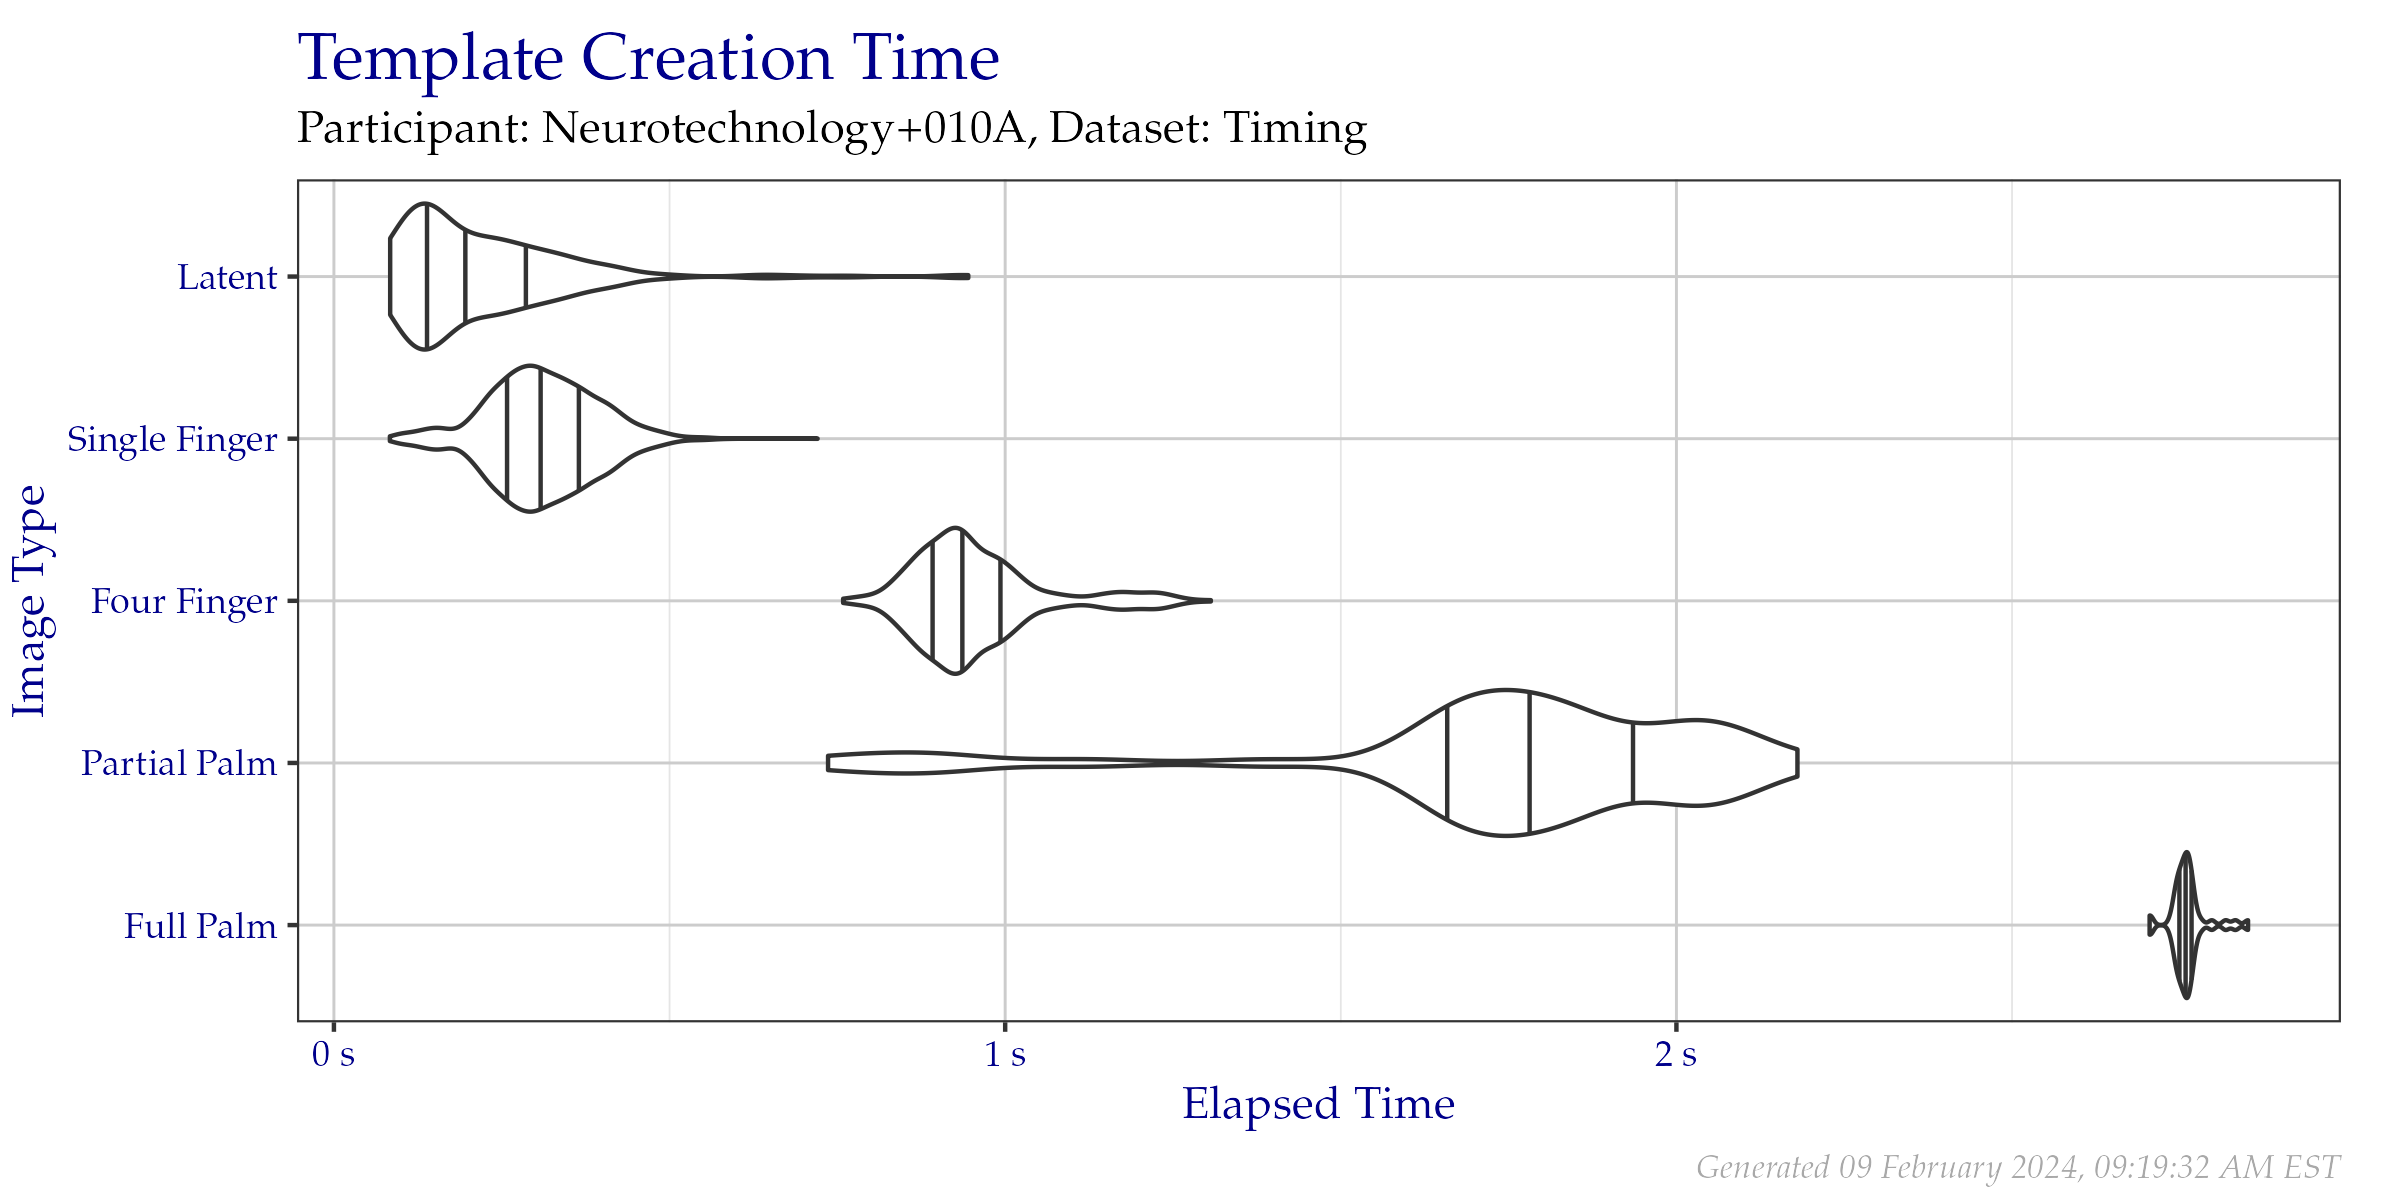 Template Creation Time
Participant: Neurotechnology+010A, Dataset: Timing
Image Type
Latent
Single Finger
Four Finger
Partial Palm
Full Palm
0 s
1 s
2 s
Elapsed Time
Generated 09 February 2024, 09:19:32 AM EST